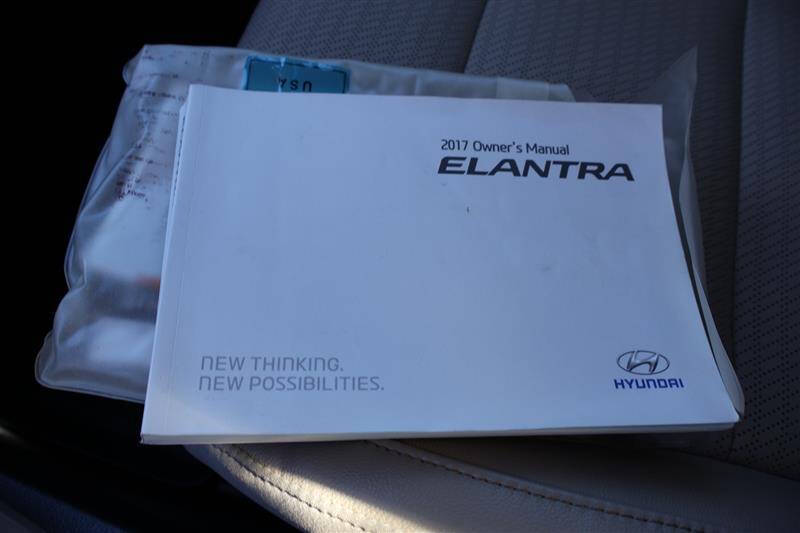 USA
2017 Owner's Manual
ELANTRA
NEW THINKING.
NEW POSSIBILITIES.
HYUNDAI